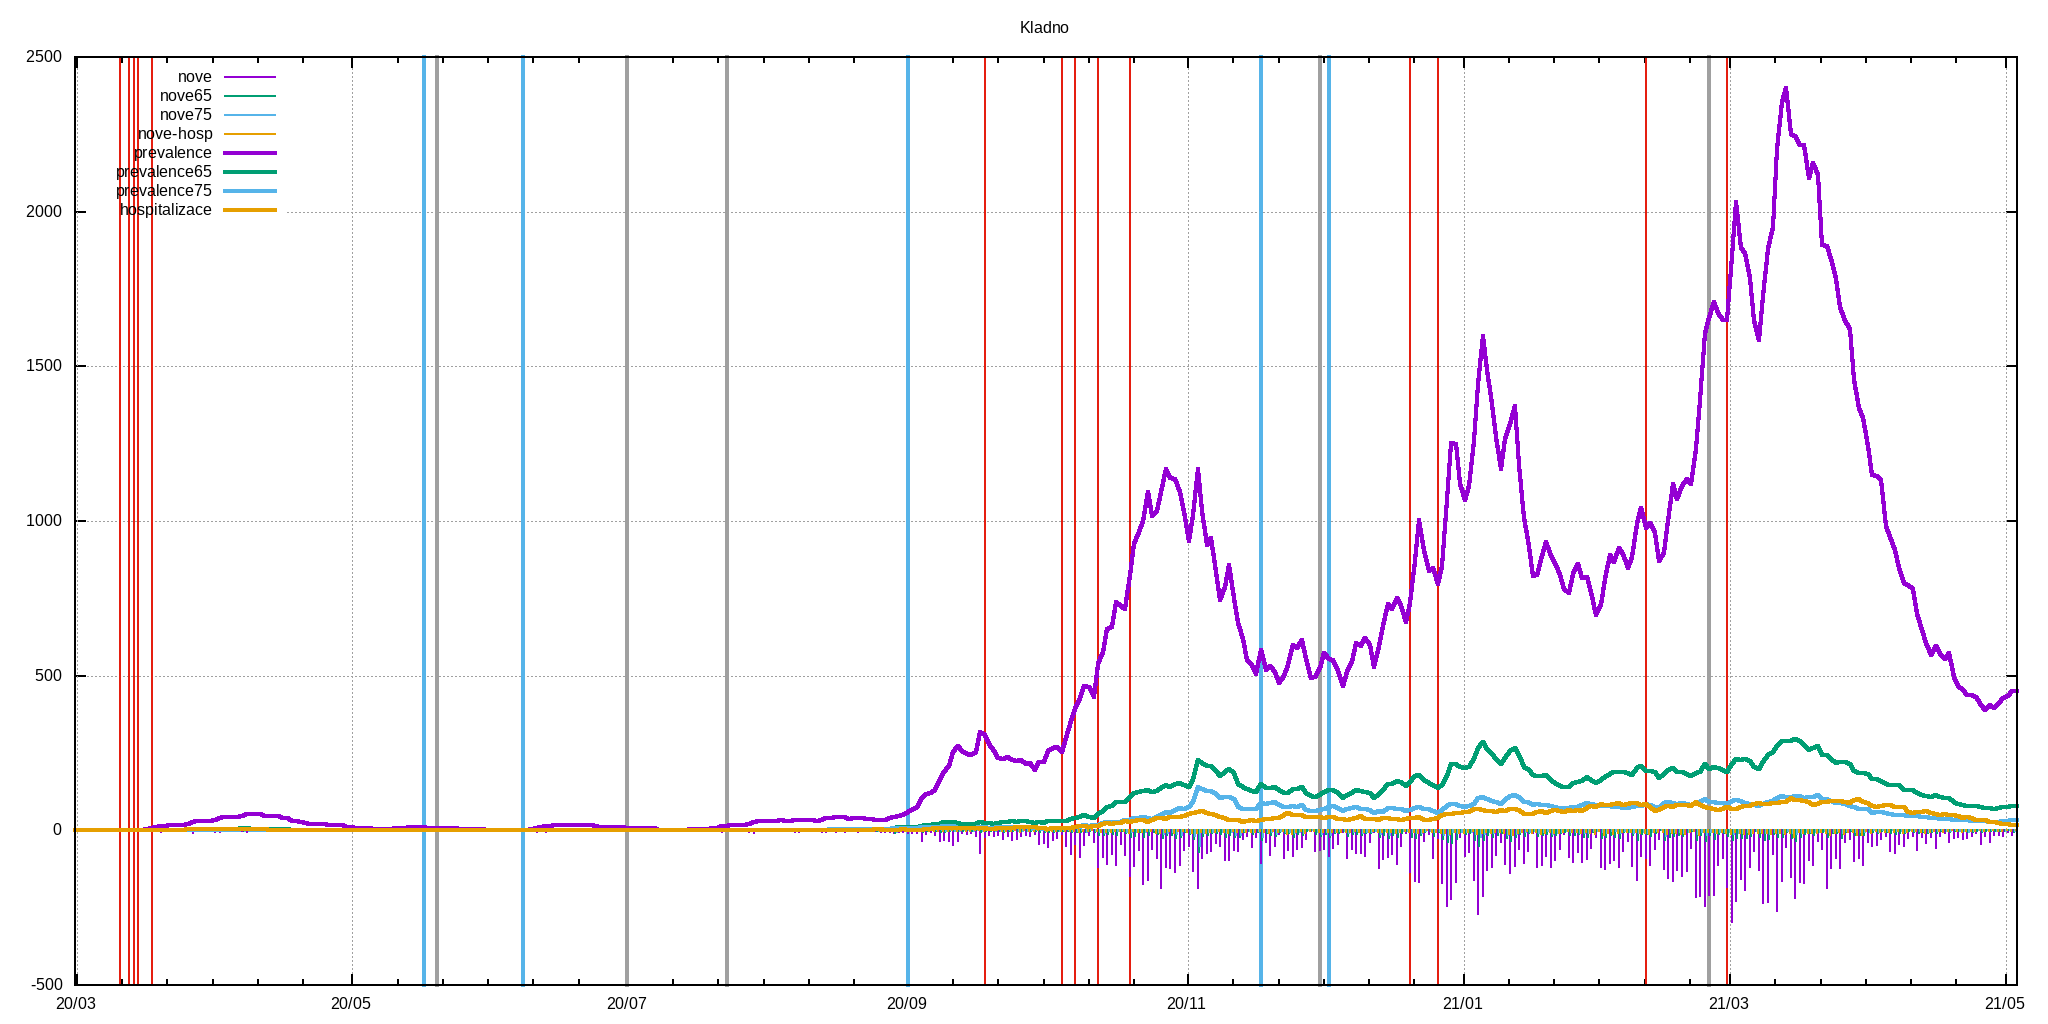 Kladno
2500
2000
1500
1000
500
0
-500
nove
nove65
nove75
nove-hosp
prevalence
prevalence65
prevalence75
hospitalizace
20/03
20/05
20/07
20/09
20/11
21/01
21/03
21/05